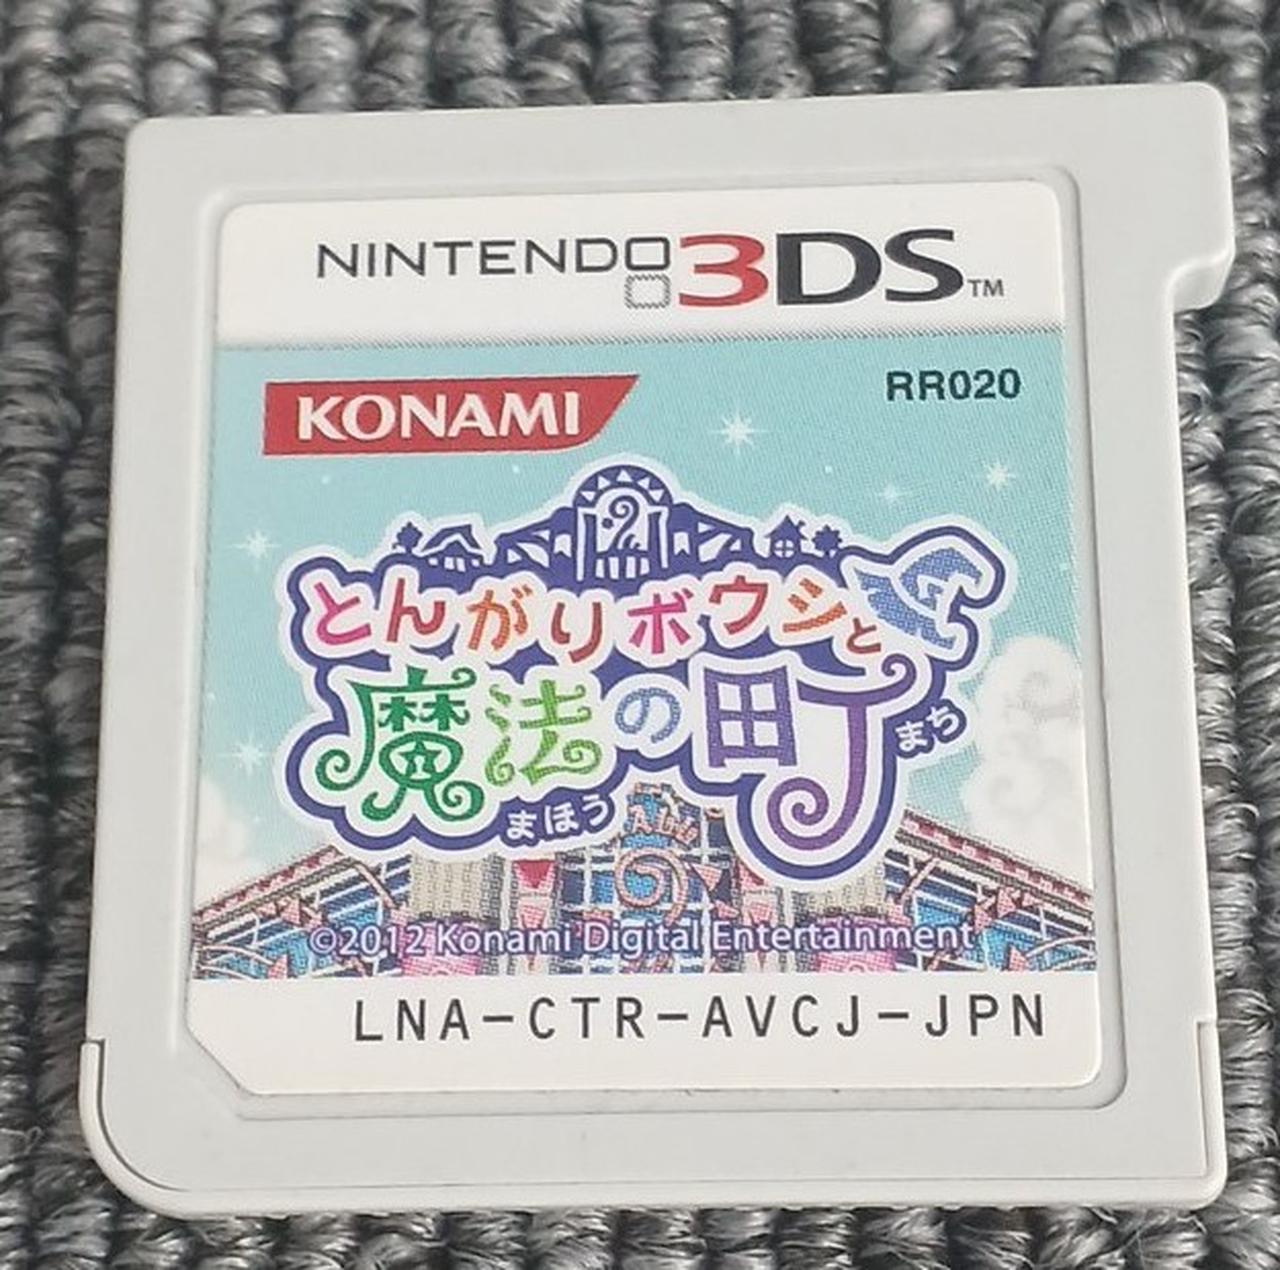 NINTENDO 3DS™
KONAMI
RR020
とんがりボウシと
魔法の町
まち
まほう
©2012 Konami Digital Entertainment
LNA-CTR-AVCJ-JPN